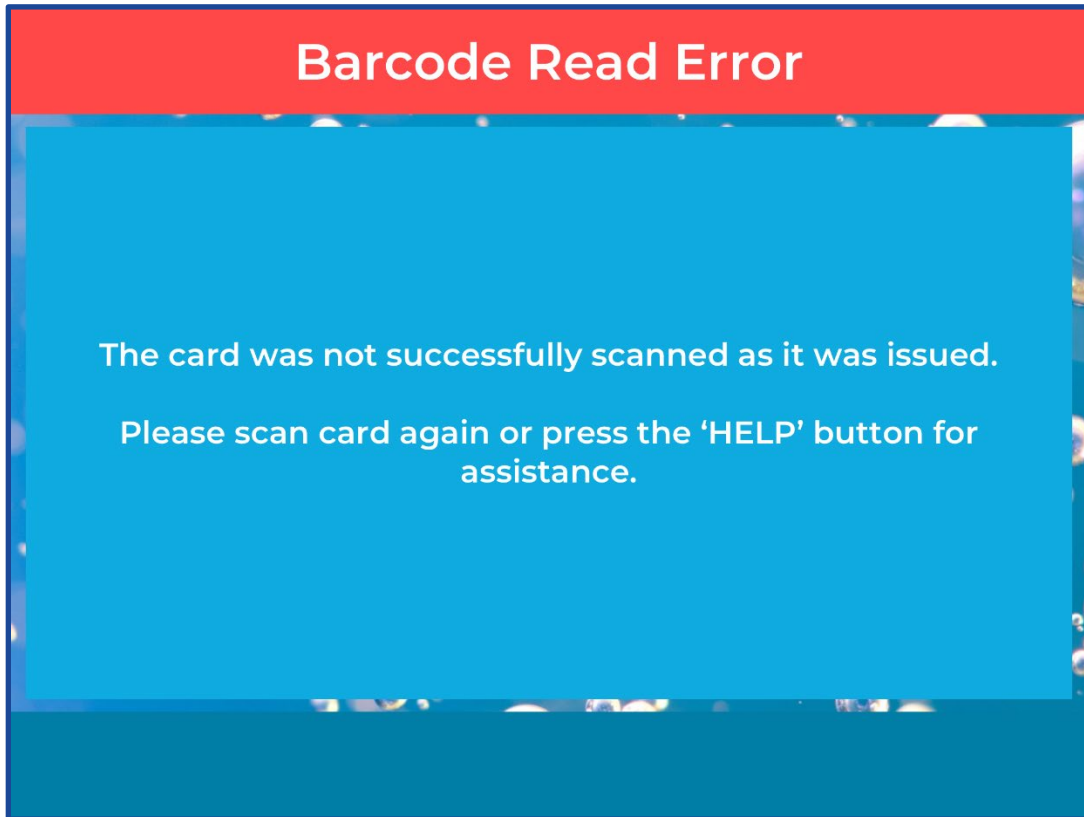 Barcode Read Error
The card was not successfully scanned as it was issued.
Please scan card again or press the ‘HELP’ button for
assistance.